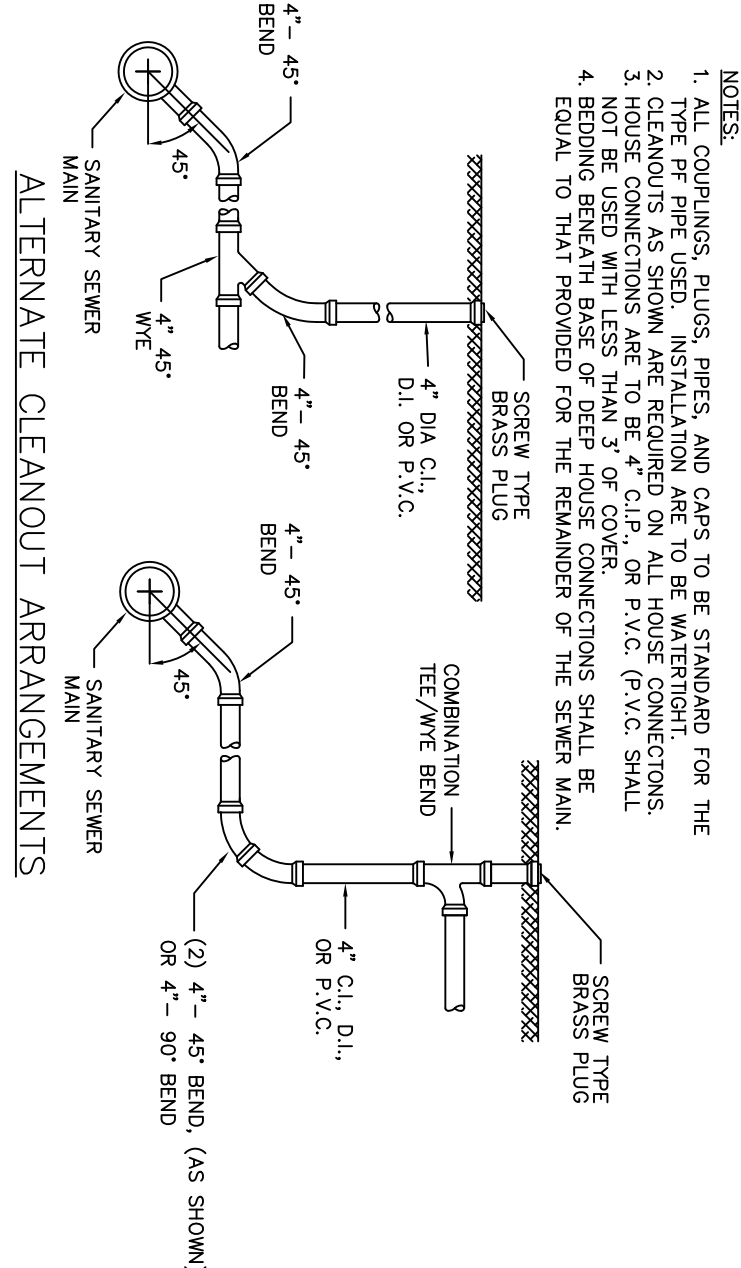 NOTES:
1. ALL COUPLINGS, PLUGS, PIPES, AND CAPS TO BE STANDARD FOR THE
TYPE PF PIPE USED. INSTALLATION ARE TO BE WATERTIGHT.
2. CLEANOUTS AS SHOWN ARE REQUIRED ON ALL HOUSE CONNECTONS.
3. HOUSE CONNECTIONS ARE TO BE 4" C.I.P., OR P.V.C. (P.V.C. SHALL
NOT BE USED WITH LESS THAN 3' OF COVER.
4. BEDDING BENEATH BASE OF DEEP HOUSE CONNECTIONS SHALL BE
EQUAL TO THAT PROVIDED FOR THE REMAINDER OF THE SEWER MAIN.
SCREW TYPE
BRASS PLUG
4" DIA C.I.,
D.I. OR P.V.C.
4"– 45°
BEND
4" 45°
WYE
4"– 45°
BEND
45°
SANITARY SEWER
MAIN
SCREW TYPE
BRASS PLUG
COMBINATION
TEE/WYE BEND
4" C.I., D.I.,
OR P.V.C.
(2) 4"– 45° BEND, (AS SHOWN)
OR 4"– 90° BEND
4"– 45°
BEND
45°
SANITARY SEWER
MAIN
ALTERNATE CLEANOUT ARRANGEMENTS